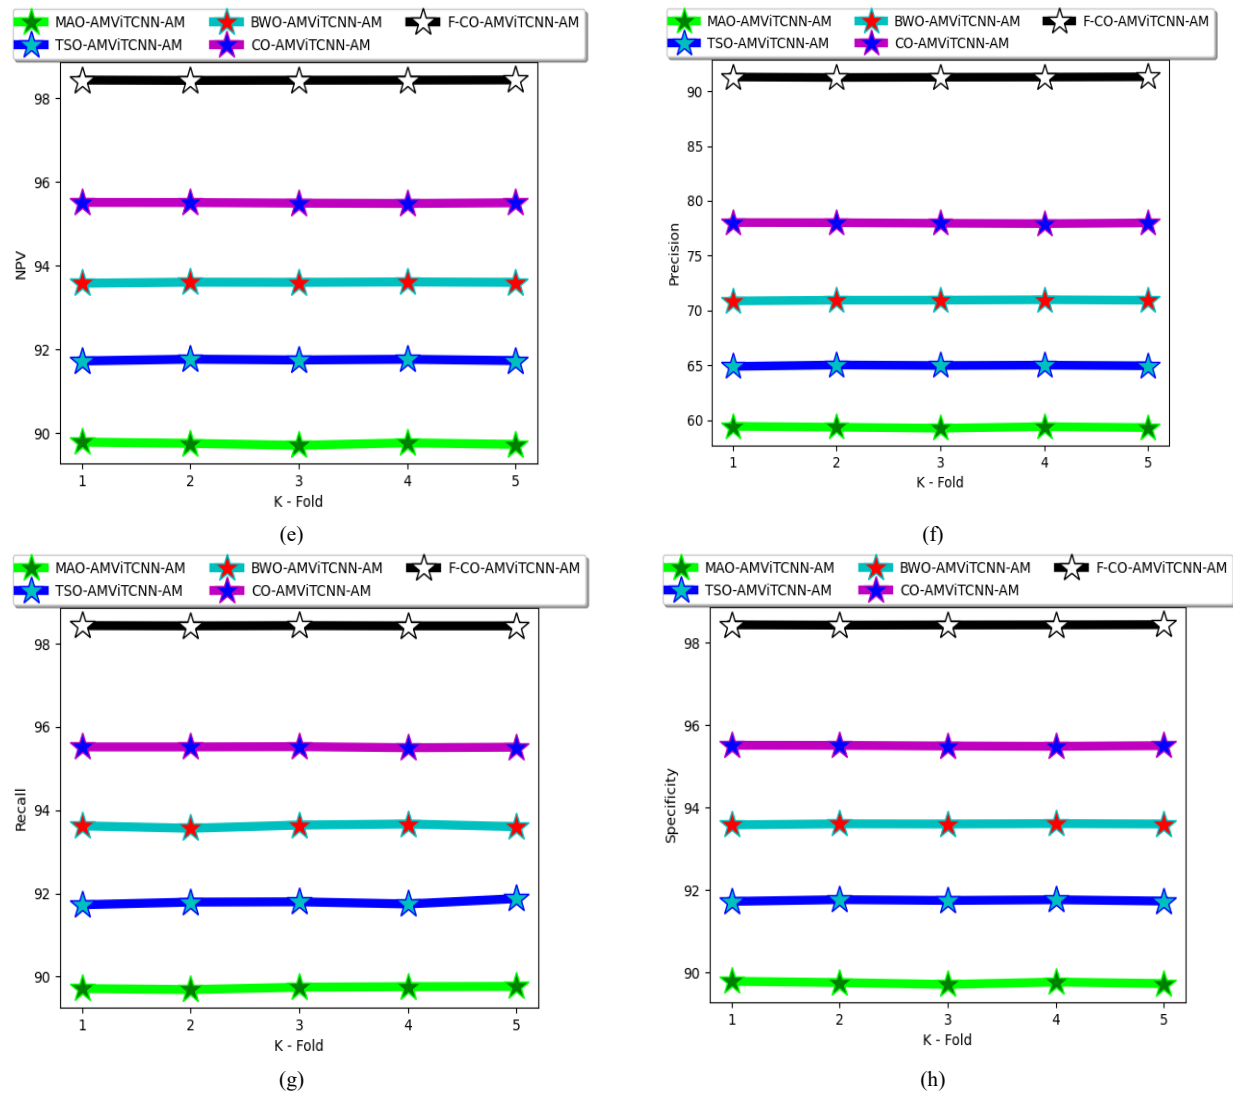 MAO-AMViTCNN-AM BWO-AMViTCNN-AM F-CO-AMViTCNN-AM
TSO-AMViTCNN-AM CO-AMViTCNN-AM
98
96
94
92
90
NPV
1 2 3 4 5
K - Fold
(e)
MAO-AMViTCNN-AM BWO-AMViTCNN-AM F-CO-AMViTCNN-AM
TSO-AMViTCNN-AM CO-AMViTCNN-AM
90
85
80
75
70
65
60
Precision
1 2 3 4 5
K - Fold
(f)
MAO-AMViTCNN-AM BWO-AMViTCNN-AM F-CO-AMViTCNN-AM
TSO-AMViTCNN-AM CO-AMViTCNN-AM
98
96
94
92
90
Recall
1 2 3 4 5
K - Fold
(g)
MAO-AMViTCNN-AM BWO-AMViTCNN-AM F-CO-AMViTCNN-AM
TSO-AMViTCNN-AM CO-AMViTCNN-AM
98
96
94
92
90
Specificity
1 2 3 4 5
K - Fold
(h)